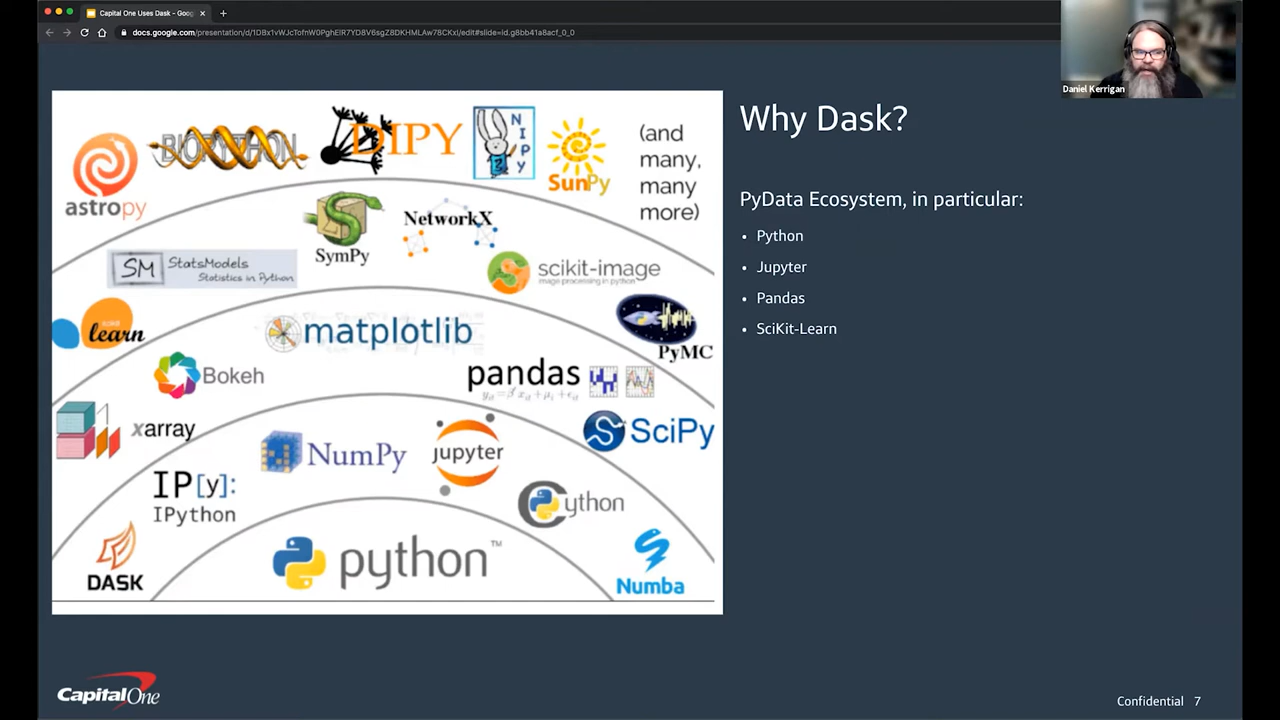 Capital One Uses Dask - Goog
docs.google.com/presentation/d/1DBx1vWJcTofnW0PghEIR7YD8V6sgZ8DKHMLAw78CKxI/edit#slide=id.g8bb41a8acf_0_0
Daniel Kerrigan
Why Dask?
PyData Ecosystem, in particular:
• Python
• Jupyter
• Pandas
• SciKit-Learn
astropy
BIOPYTHON
DIPY
NIPY
SunPy
(and
many,
many
more)
SymPy
NetworkX
SM StatsModels
Statistics in Python
scikit-image
image processing in python
scikit
learn
matplotlib
PyMC
Bokeh
pandas
xarray
NumPy
jupyter
SciPy
IP[y]:
IPython
Cython
DASK
python™
Numba
Capital One
Confidential 7